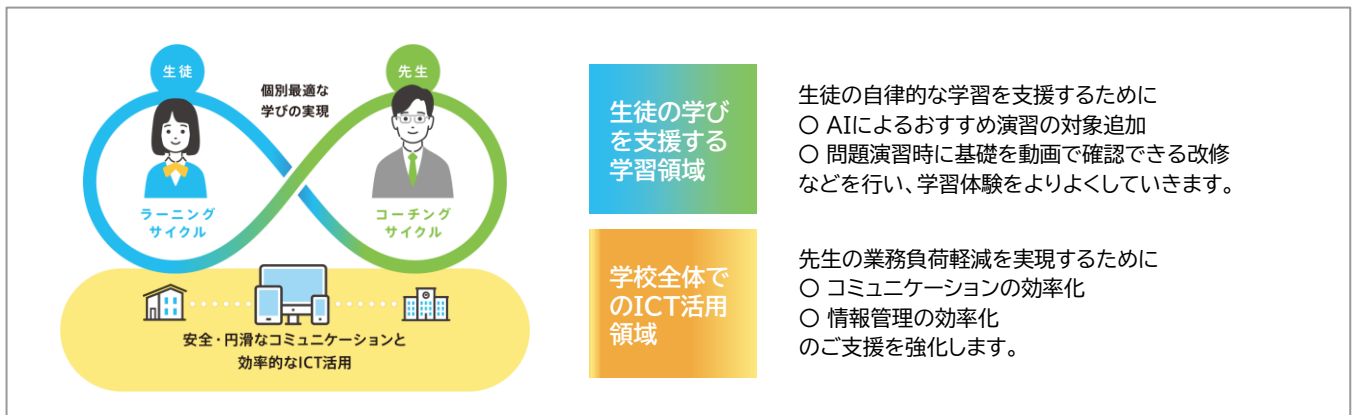 生徒
先生
個別最適な
学びの実現
ラーニング
サイクル
コーチング
サイクル
安全・円滑なコミュニケーションと
効率的なICT活用
生徒の学び
を支援する
学習領域
生徒の自律的な学習を支援するために
〇 AIによるおすすめ演習の対象追加
〇 問題演習時に基礎を動画で確認できる改修
などを行い、学習体験をよりよくしていきます。
学校全体で
のICT活用
領域
先生の業務負荷軽減を実現するために
〇 コミュニケーションの効率化
〇 情報管理の効率化
のご支援を強化します。